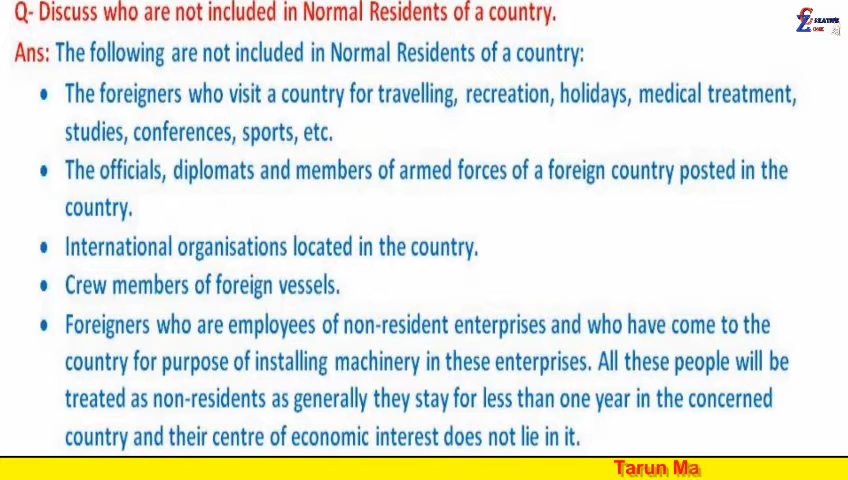 Q- Discuss who are not included in Normal Residents of a country.
Ans: The following are not included in Normal Residents of a country:
• The foreigners who visit a country for travelling, recreation, holidays, medical treatment,
studies, conferences, sports, etc.
• The officials, diplomats and members of armed forces of a foreign country posted in the
country.
• International organisations located in the country.
• Crew members of foreign vessels.
• Foreigners who are employees of non-resident enterprises and who have come to the
country for purpose of installing machinery in these enterprises. All these people will be
treated as non-residents as generally they stay for less than one year in the concerned
country and their centre of economic interest does not lie in it.
Tarun Ma